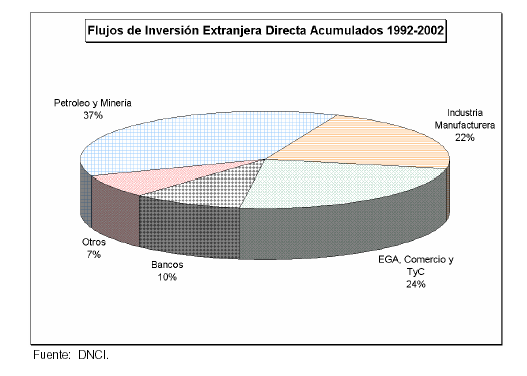 Flujos de Inversión Extranjera Directa Acumulados 1992-2002
Petroleo y Mineria
37%
Industria
Manufacturera
22%
Otros
7%
Bancos
10%
EGA, Comercio y
TyC
24%
Fuente: DNCI.